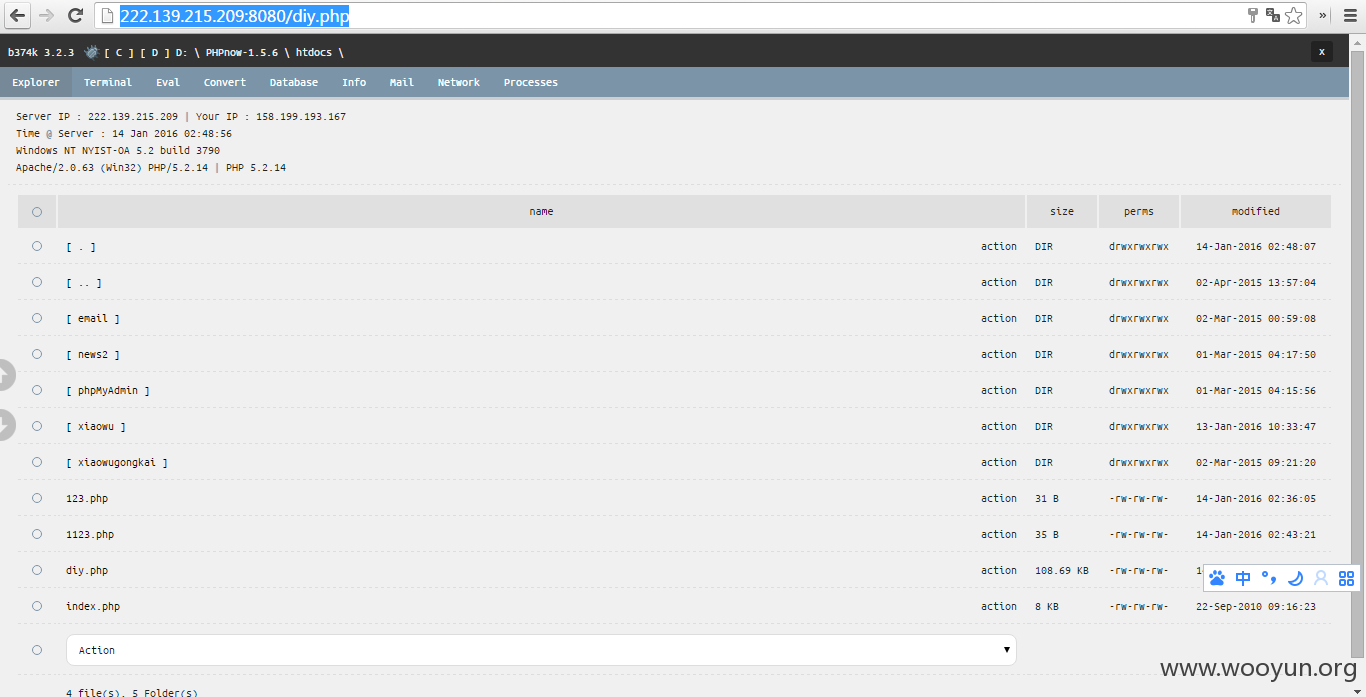 222.139.215.209:8080/diy.php
b374k 3.2.3 [ C ] [ D ] D: \ PHPnow-1.5.6 \ htdocs \ x
Explorer Terminal Eval Convert Database Info Mail Network Processes
Server IP : 222.139.215.209 | Your IP : 158.199.193.167
Time @ Server : 14 Jan 2016 02:48:56
Windows NT NYIST-OA 5.2 build 3790
Apache/2.0.63 (Win32) PHP/5.2.14 | PHP 5.2.14
name size perms modified
[ . ] action DIR drwxrwxrwx 14-Jan-2016 02:48:07
[ .. ] action DIR drwxrwxrwx 02-Apr-2015 13:57:04
[ email ] action DIR drwxrwxrwx 02-Mar-2015 00:59:08
[ news2 ] action DIR drwxrwxrwx 01-Mar-2015 04:17:50
[ phpMyAdmin ] action DIR drwxrwxrwx 01-Mar-2015 04:15:56
[ xiaowu ] action DIR drwxrwxrwx 13-Jan-2016 10:33:47
[ xiaowugongkai ] action DIR drwxrwxrwx 02-Mar-2015 09:21:20
123.php action 31 B -rw-rw-rw- 14-Jan-2016 02:36:05
1123.php action 35 B -rw-rw-rw- 14-Jan-2016 02:43:21
diy.php action 108.69 KB -rw-rw-rw-
中
index.php action 8 KB -rw-rw-rw- 22-Sep-2010 09:16:23
Action
www.wooyun.org
4 file(s), 5 Folder(s)